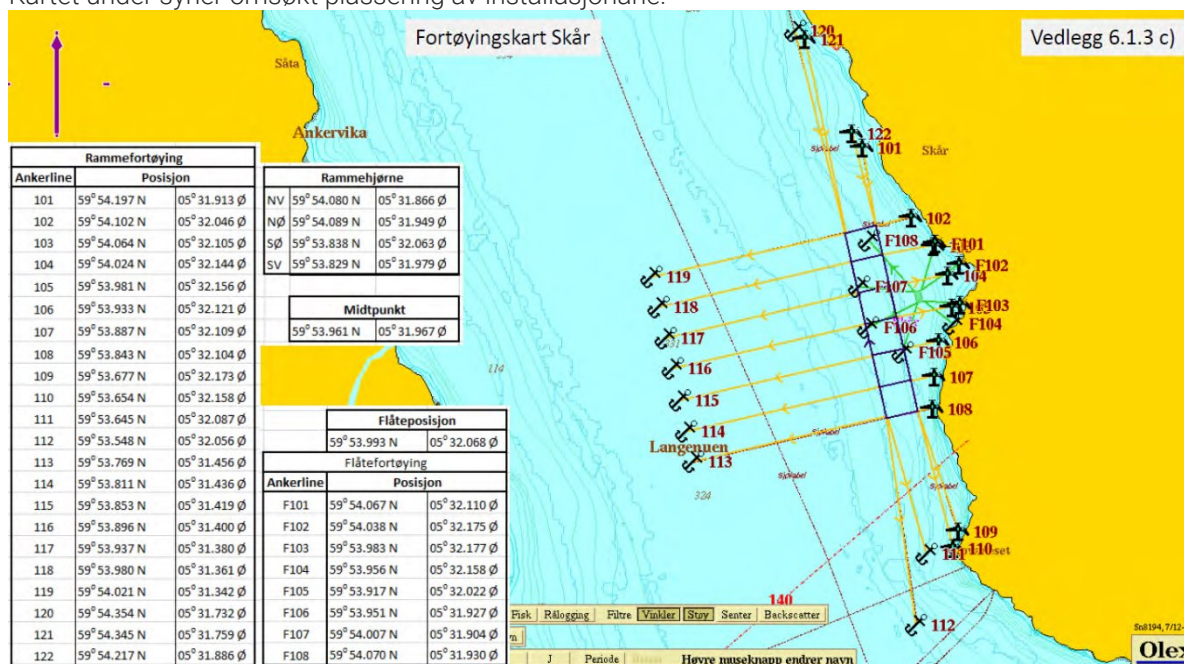 Kartet under syner omsøkt plassering av installasjonane.
Fortøyingskart Skår
Vedlegg 6.1.3 c)
Såta
Ankervika
Skår
Langenuen
Rammefortøying
Ankerline Posisjon
101 59° 54.197 N 05° 31.913 Ø
102 59° 54.102 N 05° 32.046 Ø
103 59° 54.064 N 05° 32.105 Ø
104 59° 54.024 N 05° 32.144 Ø
105 59° 53.981 N 05° 32.156 Ø
106 59° 53.933 N 05° 32.121 Ø
107 59° 53.887 N 05° 32.109 Ø
108 59° 53.843 N 05° 32.104 Ø
109 59° 53.677 N 05° 32.173 Ø
110 59° 53.654 N 05° 32.158 Ø
111 59° 53.645 N 05° 32.087 Ø
112 59° 53.548 N 05° 32.056 Ø
113 59° 53.769 N 05° 31.456 Ø
114 59° 53.811 N 05° 31.436 Ø
115 59° 53.853 N 05° 31.419 Ø
116 59° 53.896 N 05° 31.400 Ø
117 59° 53.937 N 05° 31.380 Ø
118 59° 53.980 N 05° 31.361 Ø
119 59° 54.021 N 05° 31.342 Ø
120 59° 54.354 N 05° 31.732 Ø
121 59° 54.345 N 05° 31.759 Ø
122 59° 54.217 N 05° 31.886 Ø
Rammehjørne
NV 59° 54.080 N 05° 31.866 Ø
NØ 59° 54.089 N 05° 31.949 Ø
SØ 59° 53.838 N 05° 32.063 Ø
SV 59° 53.829 N 05° 31.979 Ø
Midtpunkt
59° 53.961 N 05° 31.967 Ø
Flåteposisjon
59° 53.993 N 05° 32.068 Ø
Flåtefortøying
Ankerline Posisjon
F101 59° 54.067 N 05° 32.110 Ø
F102 59° 54.038 N 05° 32.175 Ø
F103 59° 53.983 N 05° 32.177 Ø
F104 59° 53.956 N 05° 32.158 Ø
F105 59° 53.917 N 05° 32.022 Ø
F106 59° 53.951 N 05° 31.927 Ø
F107 59° 54.007 N 05° 31.904 Ø
F108 59° 54.070 N 05° 31.930 Ø
120
121
122
101
Sjökabel
102
Sjökabel
F101
F108
F102
104
119
F107
118
F103
F104
117
F106
106
116
F105
107
115
108
114
Sjökabel
113
114
324
Sjökabel
109
110
111
112
140
Fisk Rålogging Filtre Vinkler Støy Senter Backscatter
J Periode Høyre museknapp endrer navn
Olex